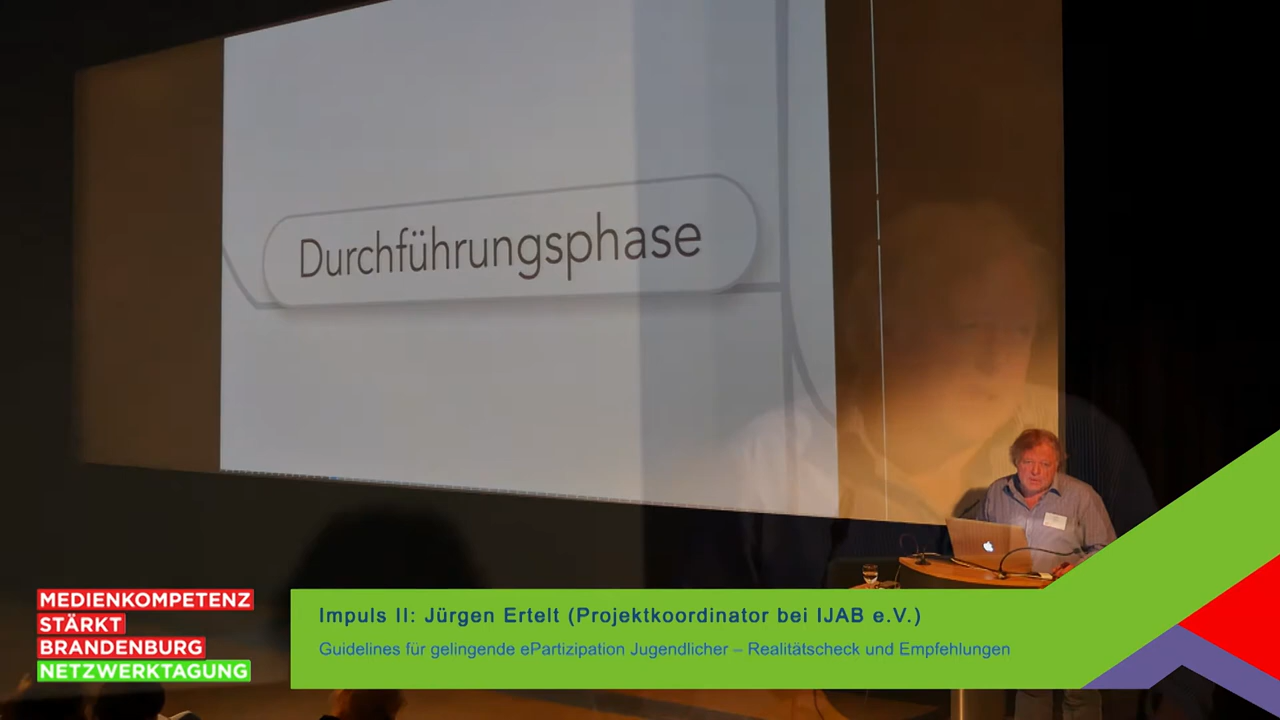 Durchführungsphase
MEDIENKOMPETENZ
STÄRKT
BRANDENBURG
NETZWERKTAGUNG
Impuls II: Jürgen Ertelt (Projektkoordinator bei IJAB e.V.)
Guidelines für gelingende ePartizipation Jugendlicher – Realitätscheck und Empfehlungen